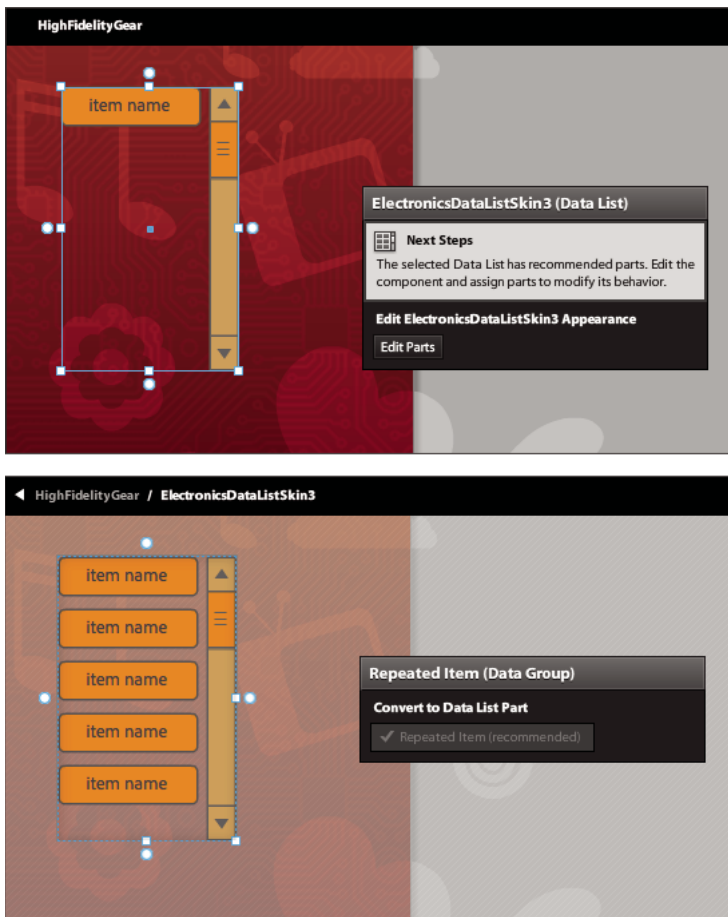 HighFidelityGear
item name
ElectronicsDataListSkin3 (Data List)
Next Steps
The selected Data List has recommended parts. Edit the
component and assign parts to modify its behavior.
Edit ElectronicsDataListSkin3 Appearance
Edit Parts
HighFidelityGear / ElectronicsDataListSkin3
item name
item name
item name
item name
item name
Repeated Item (Data Group)
Convert to Data List Part
Repeated Item (recommended)